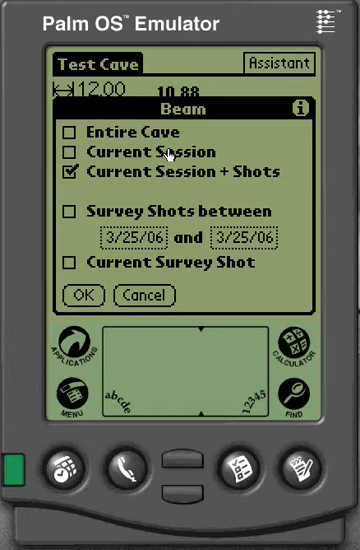 Palm OS™ Emulator
Test Cave
Assistant
12.00 10.88
Beam
Entire Cave
Current Session
Current Session + Shots
Survey Shots between
3/25/06 and 3/25/06
Current Survey Shot
OK Cancel
APPLICATIONS
CALCULATOR
MENU
abcde
12345
FIND